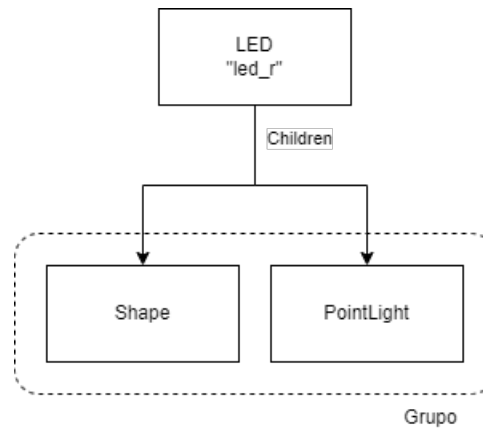 LED
"led_r"
Children
Shape
PointLight
Grupo